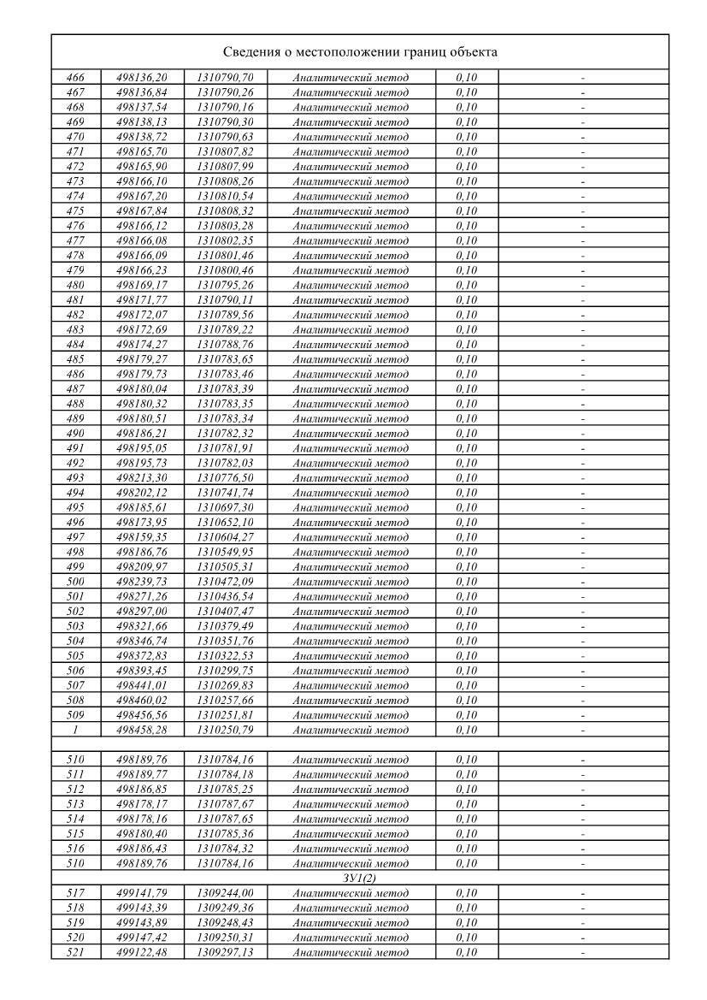 Сведения о местоположении границ объекта
466 498136,20 1310790,70 Аналитический метод 0,10 -
467 498136,84 1310790,26 Аналитический метод 0,10 -
468 498137,54 1310790,16 Аналитический метод 0,10 -
469 498138,13 1310790,30 Аналитический метод 0,10 -
470 498138,72 1310790,63 Аналитический метод 0,10 -
471 498165,70 1310807,82 Аналитический метод 0,10 -
472 498165,90 1310807,99 Аналитический метод 0,10 -
473 498166,10 1310808,26 Аналитический метод 0,10 -
474 498167,20 1310810,54 Аналитический метод 0,10 -
475 498167,84 1310808,32 Аналитический метод 0,10 -
476 498166,12 1310803,28 Аналитический метод 0,10 -
477 498166,08 1310802,35 Аналитический метод 0,10 -
478 498166,09 1310801,46 Аналитический метод 0,10 -
479 498166,23 1310800,46 Аналитический метод 0,10 -
480 498169,17 1310795,26 Аналитический метод 0,10 -
481 498171,77 1310790,11 Аналитический метод 0,10 -
482 498172,07 1310789,56 Аналитический метод 0,10 -
483 498172,69 1310789,22 Аналитический метод 0,10 -
484 498174,27 1310788,76 Аналитический метод 0,10 -
485 498179,27 1310783,65 Аналитический метод 0,10 -
486 498179,73 1310783,46 Аналитический метод 0,10 -
487 498180,04 1310783,39 Аналитический метод 0,10 -
488 498180,32 1310783,35 Аналитический метод 0,10 -
489 498180,51 1310783,34 Аналитический метод 0,10 -
490 498186,21 1310782,32 Аналитический метод 0,10 -
491 498195,05 1310781,91 Аналитический метод 0,10 -
492 498195,73 1310782,03 Аналитический метод 0,10 -
493 498213,30 1310776,50 Аналитический метод 0,10 -
494 498202,12 1310741,74 Аналитический метод 0,10 -
495 498185,61 1310697,30 Аналитический метод 0,10 -
496 498173,95 1310652,10 Аналитический метод 0,10 -
497 498159,35 1310604,27 Аналитический метод 0,10 -
498 498186,76 1310549,95 Аналитический метод 0,10 -
499 498209,97 1310505,31 Аналитический метод 0,10 -
500 498239,73 1310472,09 Аналитический метод 0,10 -
501 498271,26 1310436,54 Аналитический метод 0,10 -
502 498297,00 1310407,47 Аналитический метод 0,10 -
503 498321,66 1310379,49 Аналитический метод 0,10 -
504 498346,74 1310351,76 Аналитический метод 0,10 -
505 498372,83 1310322,53 Аналитический метод 0,10 -
506 498393,45 1310299,75 Аналитический метод 0,10 -
507 498441,01 1310269,83 Аналитический метод 0,10 -
508 498460,02 1310257,66 Аналитический метод 0,10 -
509 498456,56 1310251,81 Аналитический метод 0,10 -
1 498458,28 1310250,79 Аналитический метод 0,10 -
510 498189,76 1310784,16 Аналитический метод 0,10 -
511 498189,77 1310784,18 Аналитический метод 0,10 -
512 498186,85 1310785,25 Аналитический метод 0,10 -
513 498178,17 1310787,67 Аналитический метод 0,10 -
514 498178,16 1310787,65 Аналитический метод 0,10 -
515 498180,40 1310785,36 Аналитический метод 0,10 -
516 498186,43 1310784,32 Аналитический метод 0,10 -
510 498189,76 1310784,16 Аналитический метод 0,10 -
ЗУ1(2)
517 499141,79 1309244,00 Аналитический метод 0,10 -
518 499143,39 1309249,36 Аналитический метод 0,10 -
519 499143,89 1309248,43 Аналитический метод 0,10 -
520 499147,42 1309250,31 Аналитический метод 0,10 -
521 499122,48 1309297,13 Аналитический метод 0,10 -